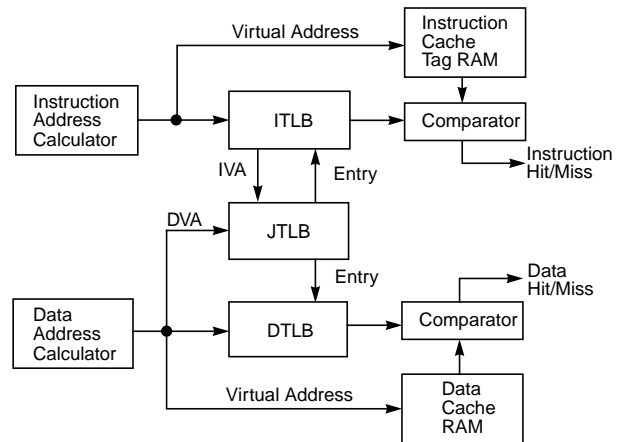 Virtual Address
Instruction
Cache
Tag RAM
Instruction
Address
Calculator
ITLB
Comparator
Instruction
Hit/Miss
IVA
Entry
DVA
JTLB
Entry
Data
Hit/Miss
Data
Address
Calculator
DTLB
Comparator
Virtual Address
Data
Cache
RAM